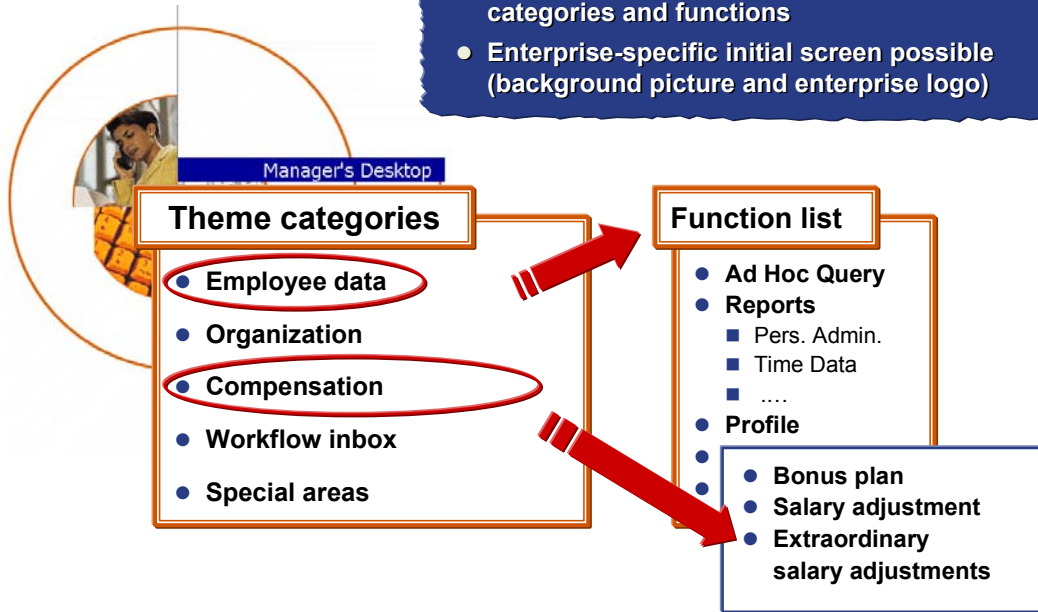 categories and functions
Enterprise-specific initial screen possible
(background picture and enterprise logo)
Manager's Desktop
Theme categories
Employee data
Organization
Compensation
Workflow inbox
Special areas
Function list
Ad Hoc Query
Reports
Pers. Admin.
Time Data
....
Profile
Bonus plan
Salary adjustment
Extraordinary
salary adjustments